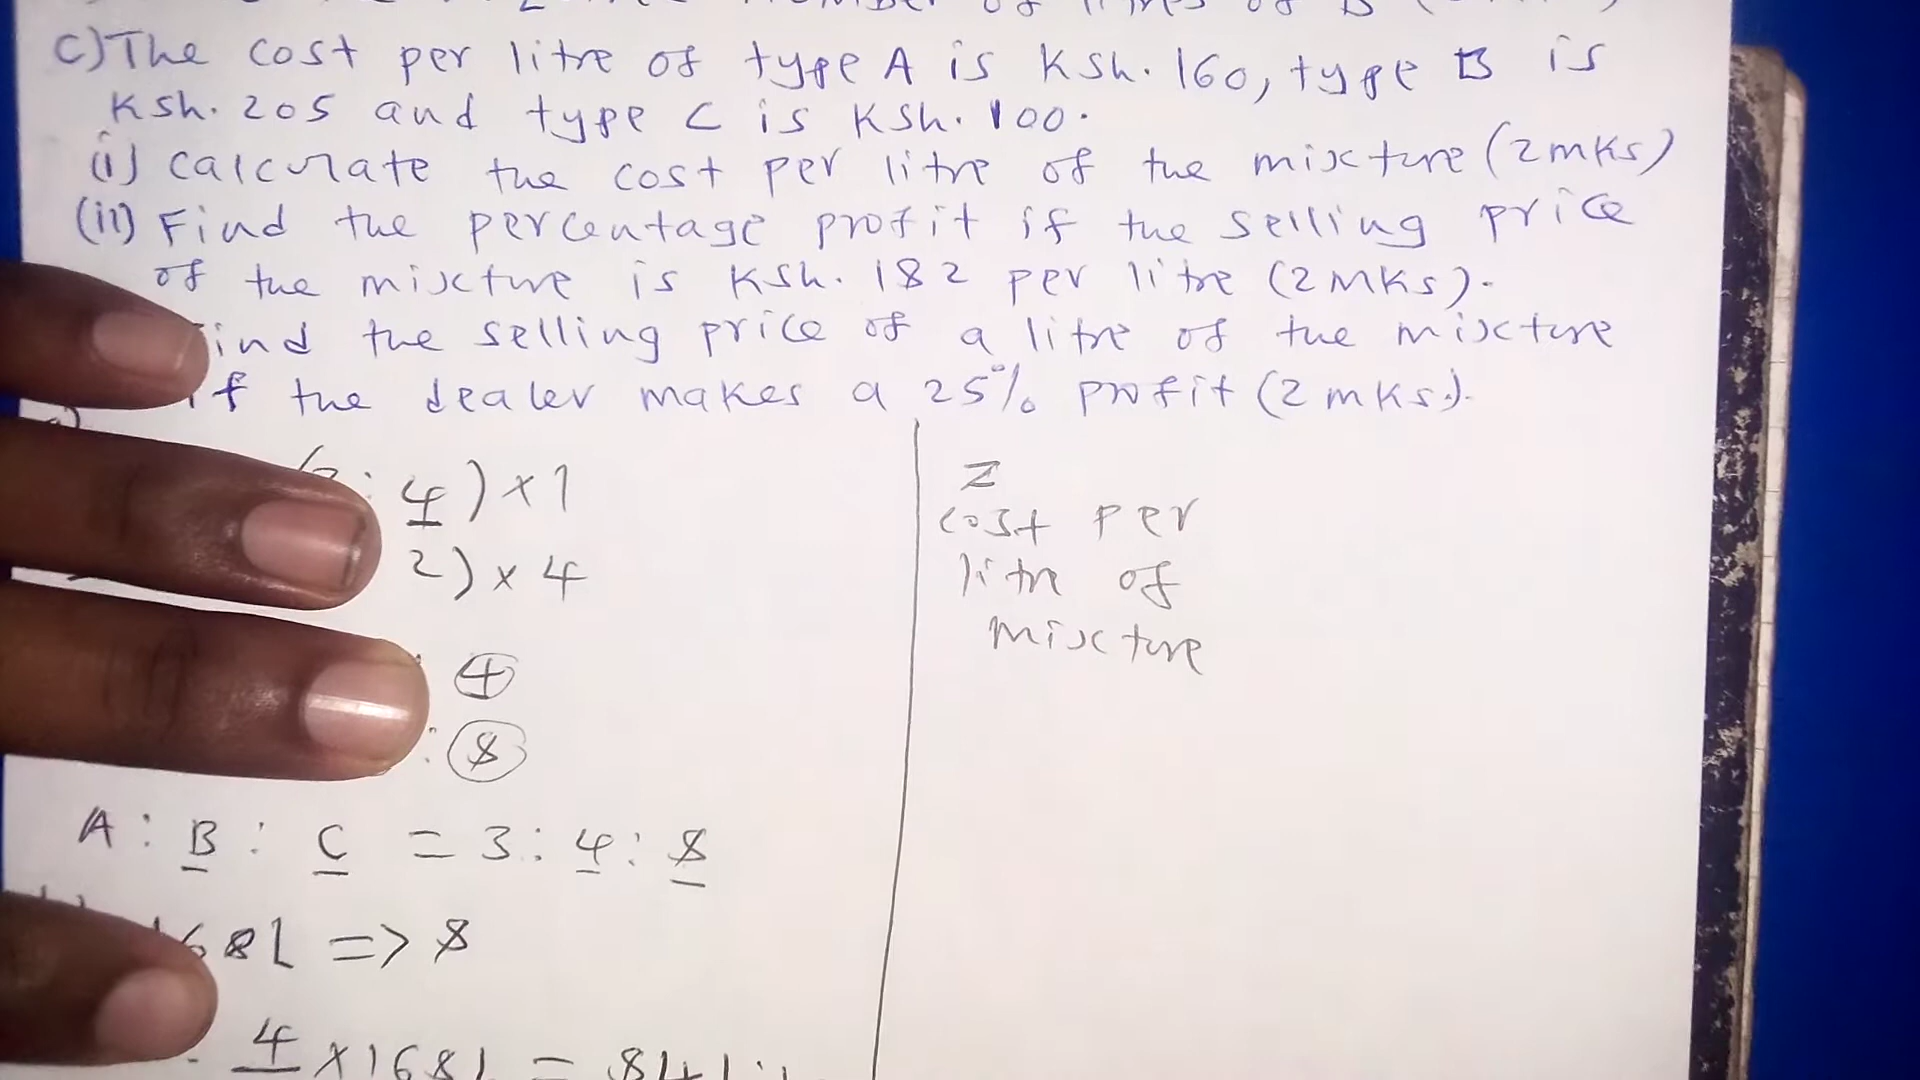 C) The cost per litre of type A is Ksh. 160, type B is
Ksh. 205 and type C is Ksh. 100.
(i) calculate the cost per litre of the mixture (2mks)
(ii) Find the percentage profit if the selling price
of the mixture is Ksh. 182 per litre (2mks).
ind the selling price of a litre of the mixture
if the dealer makes a 25% profit (2mks).
: 4) x 1
2) x 4
: 4
: 8
A : B : C = 3 : 4 : 8
168l => 8
4 x 168l = 84
Z
cost per
litre of
mixture